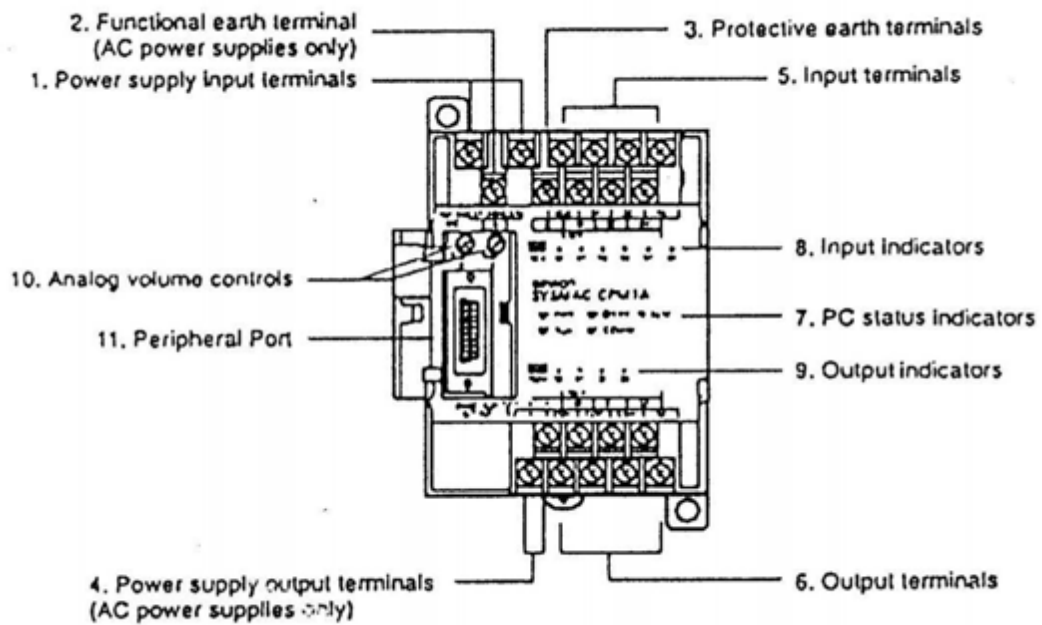 2. Functional earth terminal
(AC power supplies only)
3. Protective earth terminals
1. Power supply input terminals
5. Input terminals
8. Input indicators
10. Analog volume controls
SYSMAC CPM1A
7. PC status indicators
11. Peripheral Port
9. Output indicators
4. Power supply output terminals
(AC power supplies only)
6. Output terminals